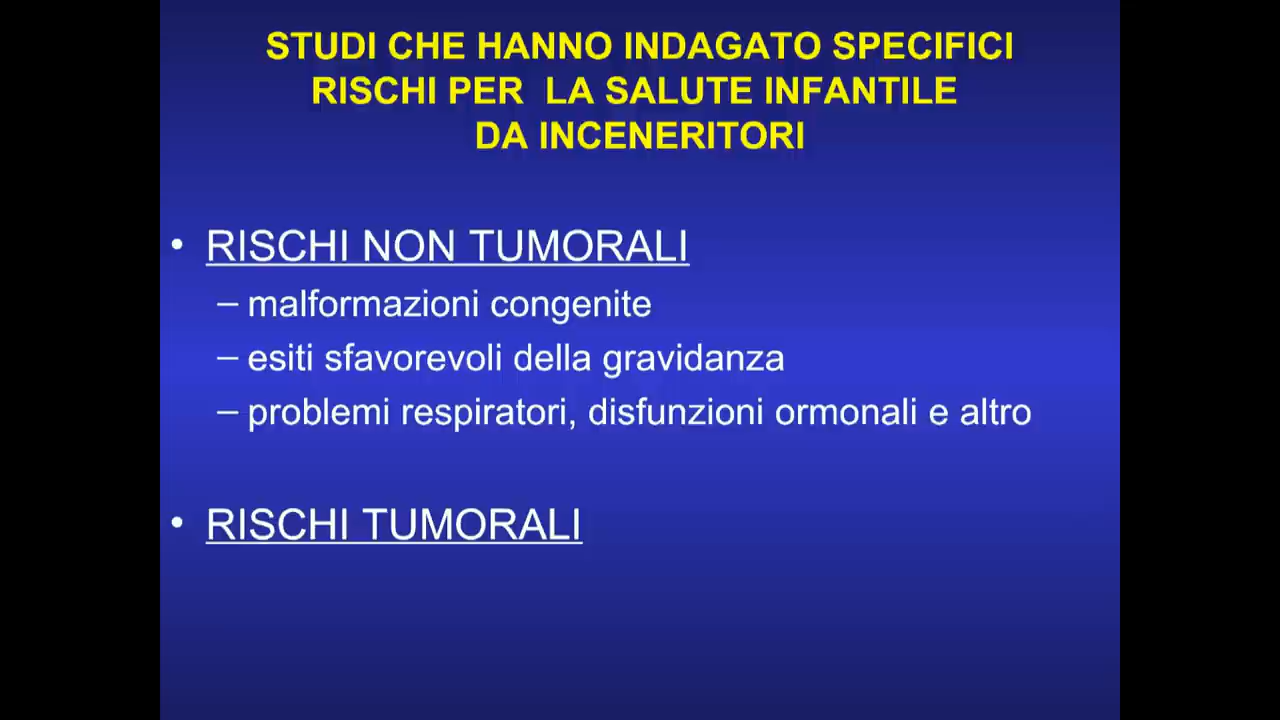 STUDI CHE HANNO INDAGATO SPECIFICI
RISCHI PER LA SALUTE INFANTILE
DA INCENERITORI
• RISCHI NON TUMORALI
– malformazioni congenite
– esiti sfavorevoli della gravidanza
– problemi respiratori, disfunzioni ormonali e altro
• RISCHI TUMORALI